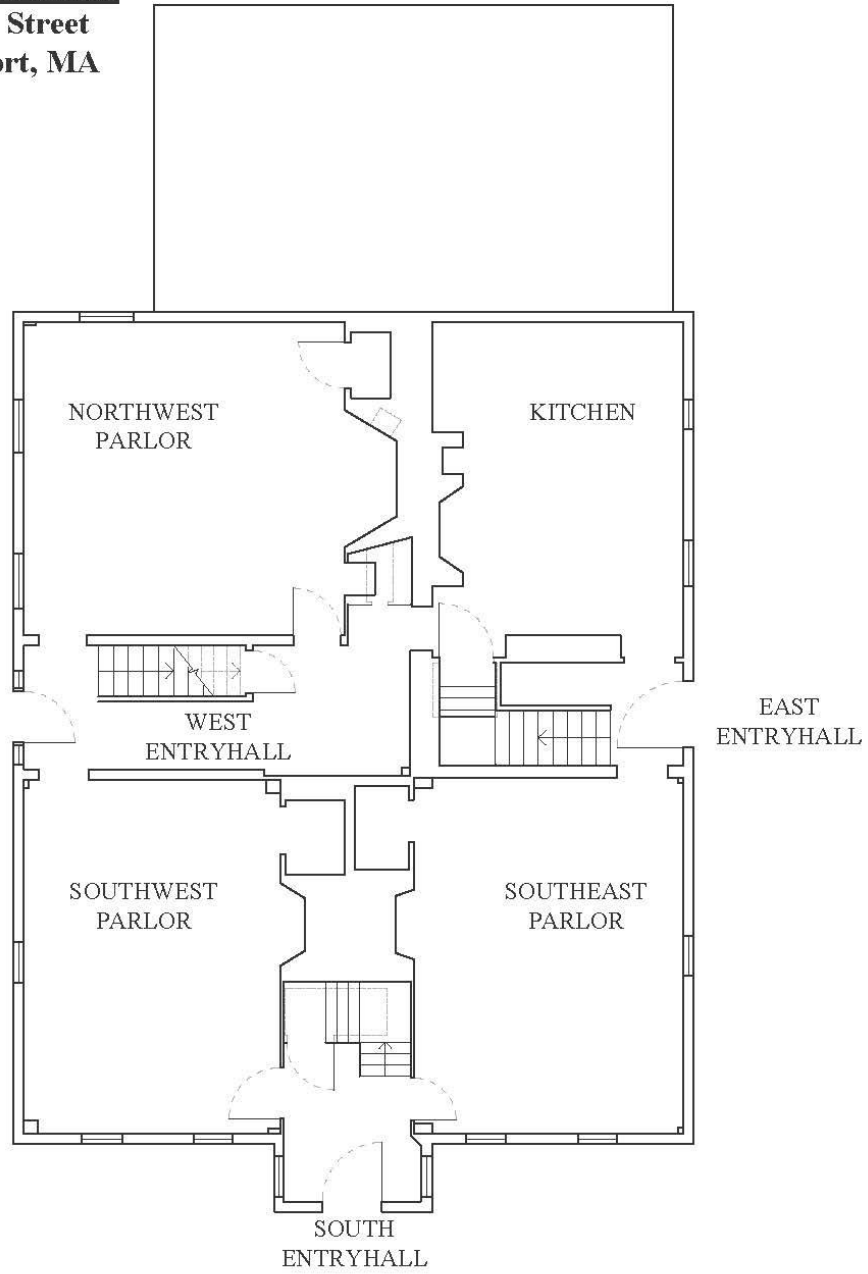 Street
ort, MA
NORTHWEST
PARLOR
KITCHEN
WEST
ENTRYHALL
EAST
ENTRYHALL
SOUTHWEST
PARLOR
SOUTHEAST
PARLOR
SOUTH
ENTRYHALL